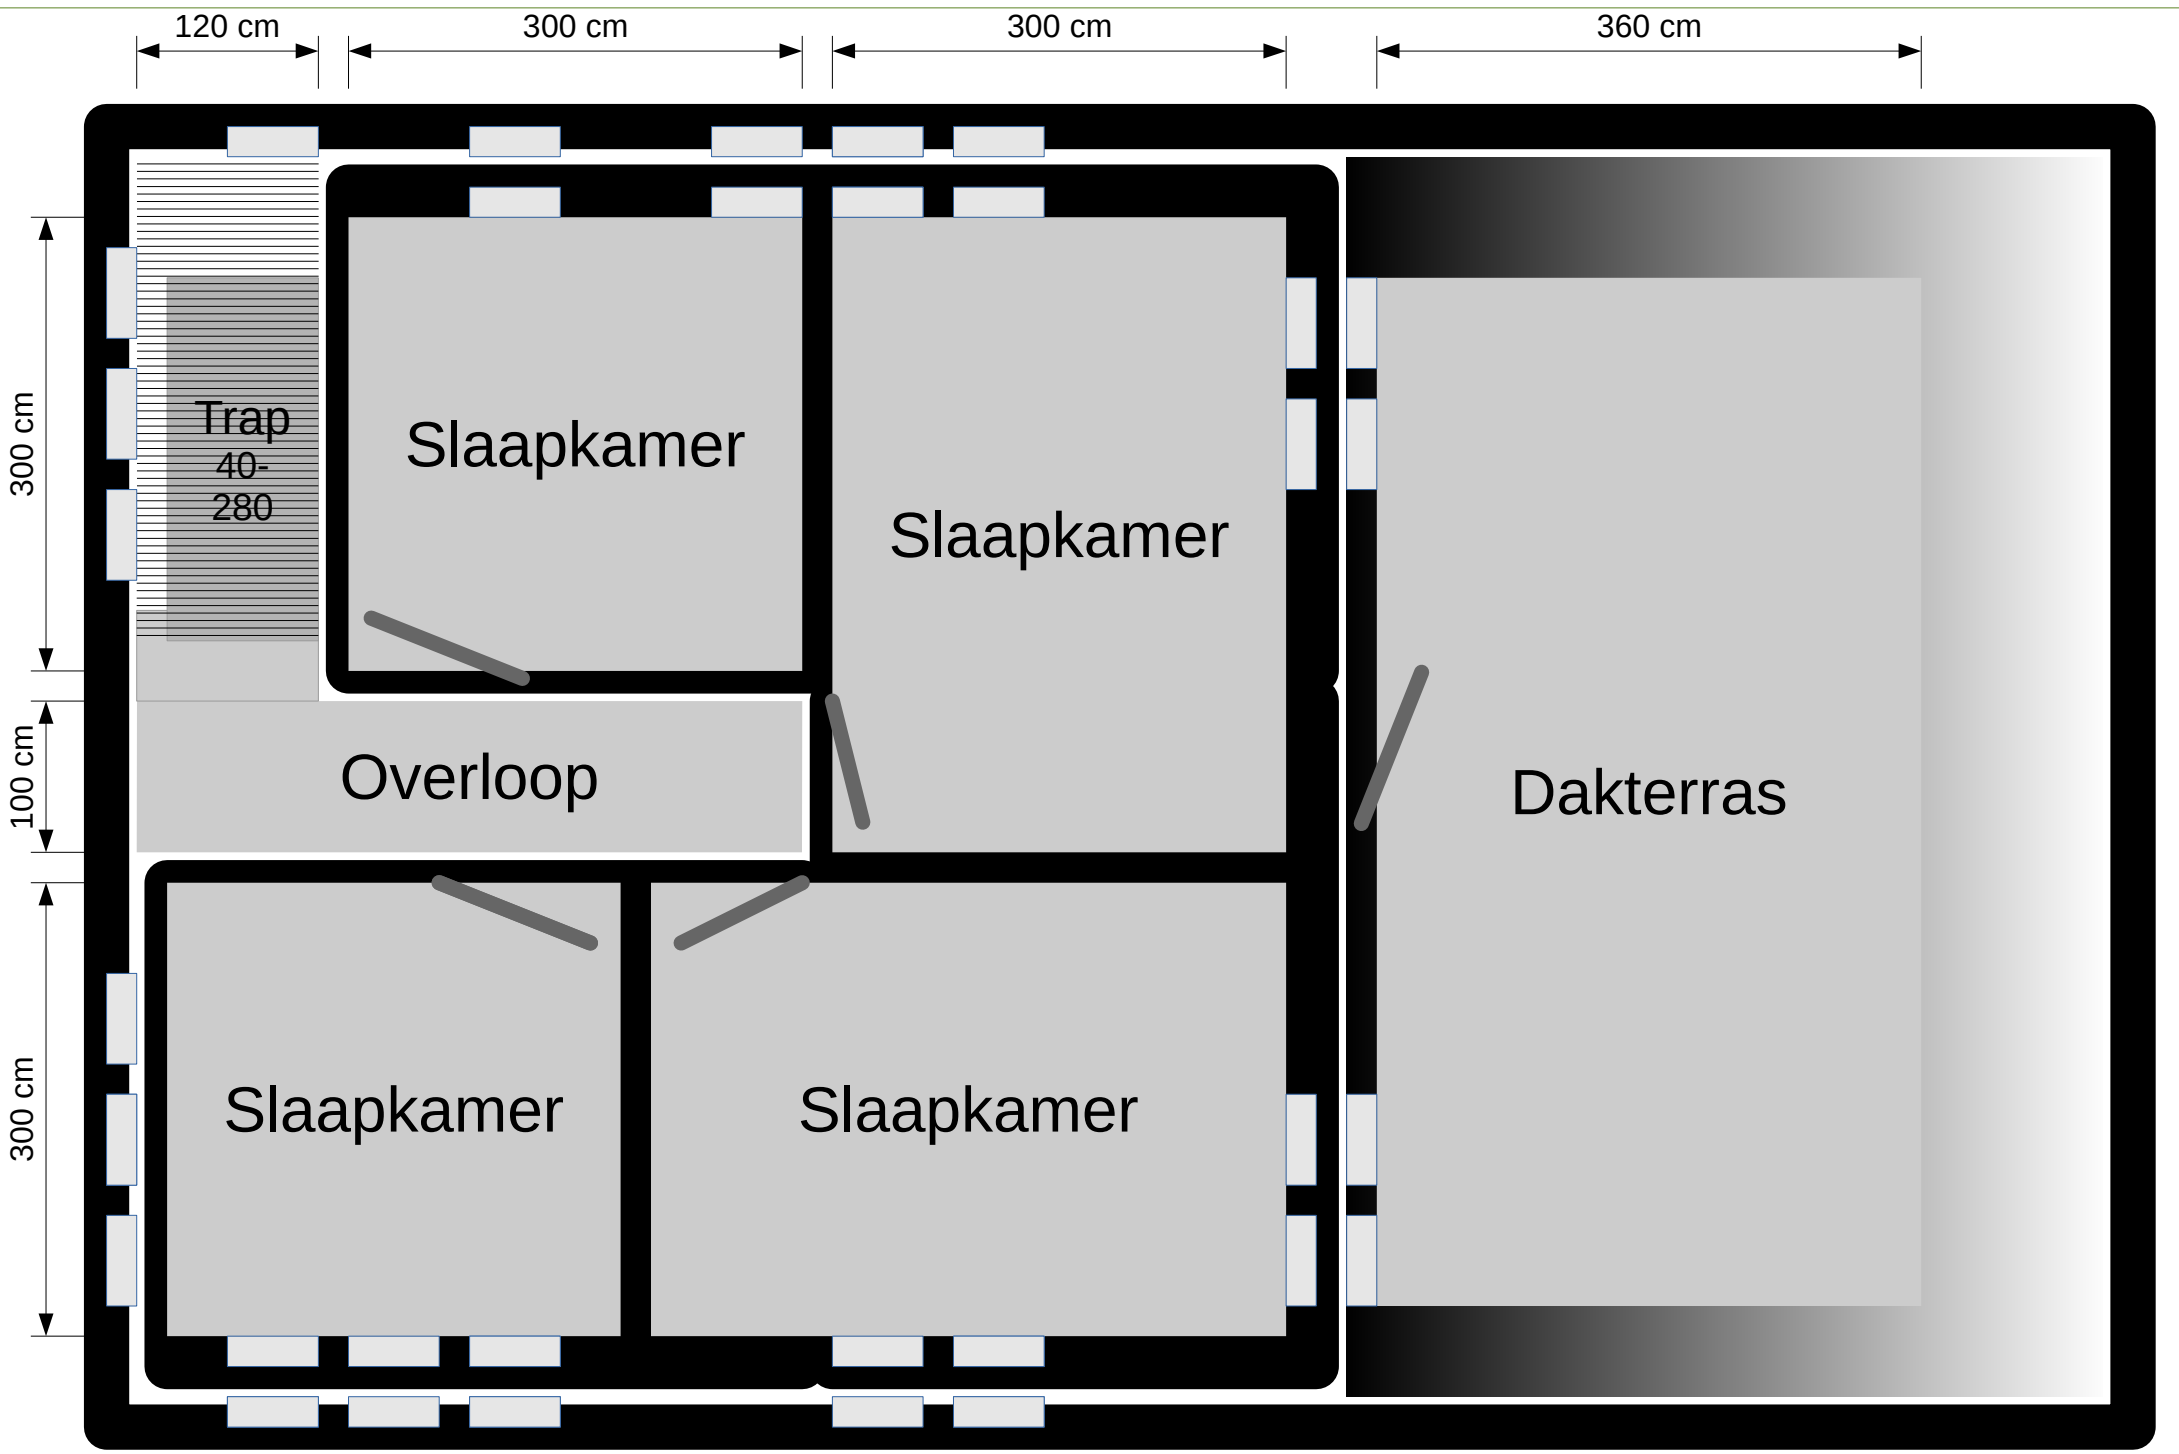 120 cm
300 cm
300 cm
360 cm
300 cm
100 cm
300 cm
Trap
40-
280
Slaapkamer
Slaapkamer
Overloop
Dakterras
Slaapkamer
Slaapkamer